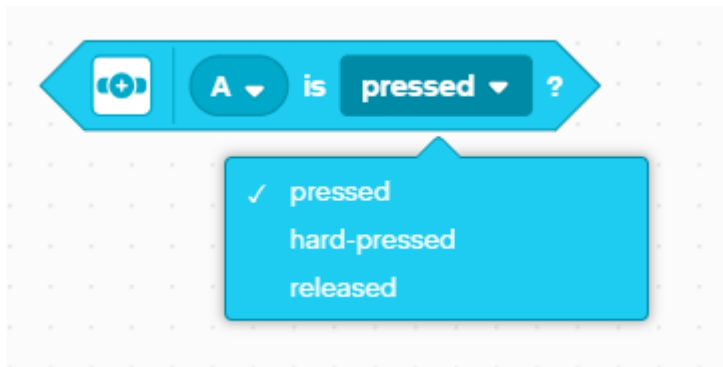 A is pressed ?
✓ pressed
hard-pressed
released